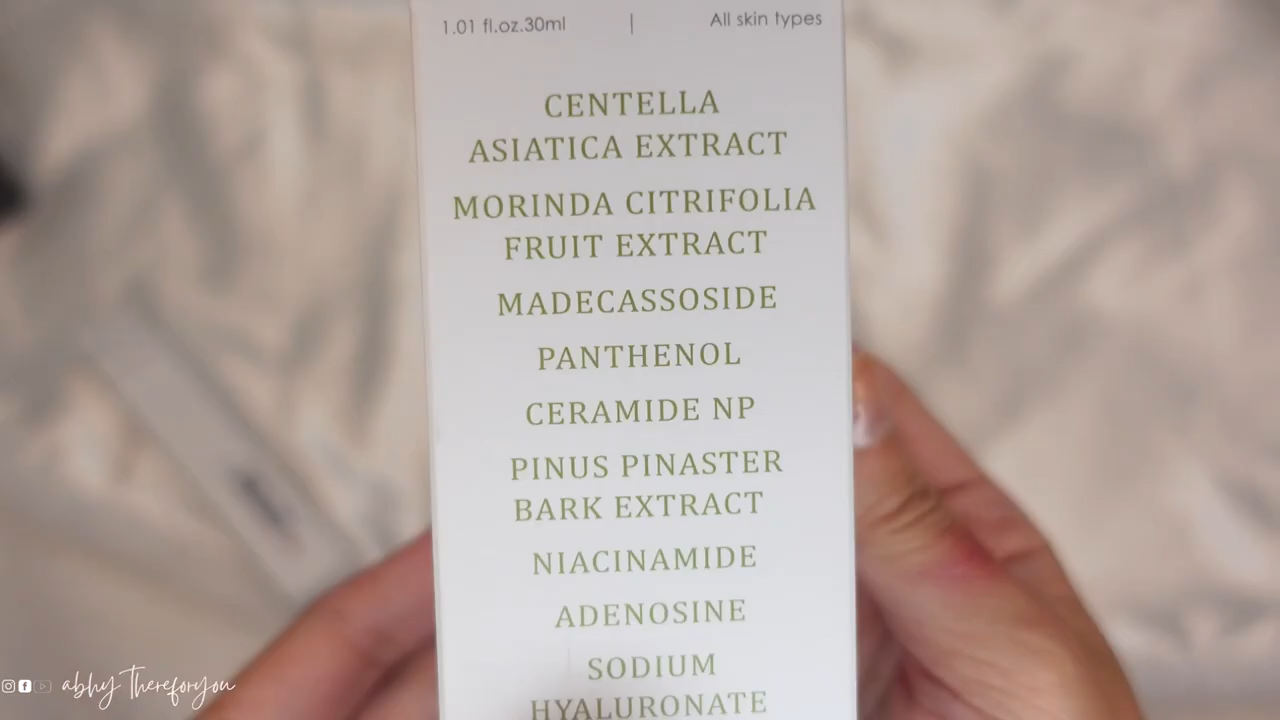 1.01 fl.oz.30ml | All skin types
CENTELLA
ASIATICA EXTRACT
MORINDA CITRIFOLIA
FRUIT EXTRACT
MADECASSOSIDE
PANTHENOL
CERAMIDE NP
PINUS PINASTER
BARK EXTRACT
NIACINAMIDE
ADENOSINE
SODIUM
HYALURONATE
abhy Thereforyou